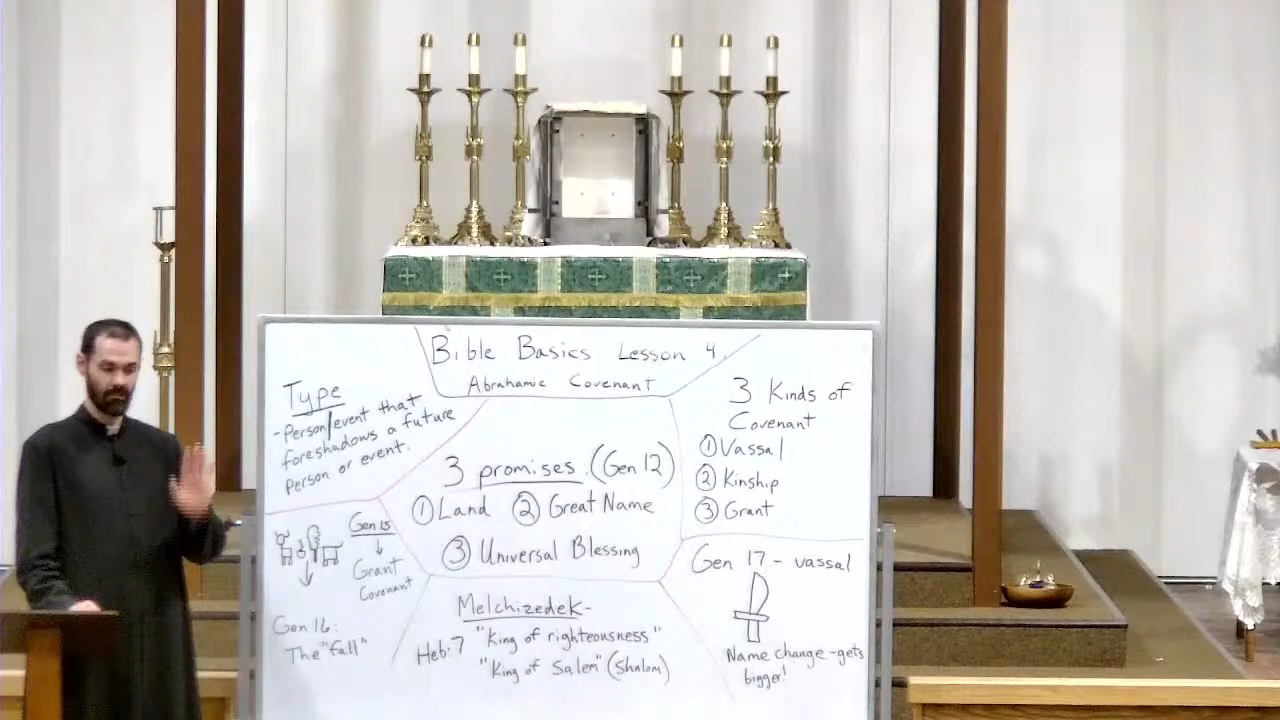 Bible Basics Lesson 4
Abrahamic Covenant
Type
-Person/event that
foreshadows a future
person or event.
3 promises: (Gen 12)
① Land ② Great Name
③ Universal Blessing
3 Kinds of
Covenant
① Vassal
② Kinship
③ Grant
Gen 15
Grant
Covenant
Gen 16:
The "fall"
Melchizedek-
Heb. 7 "King of righteousness"
"King of Salem" (Shalom)
Gen 17 - vassal
Name change - gets
bigger!